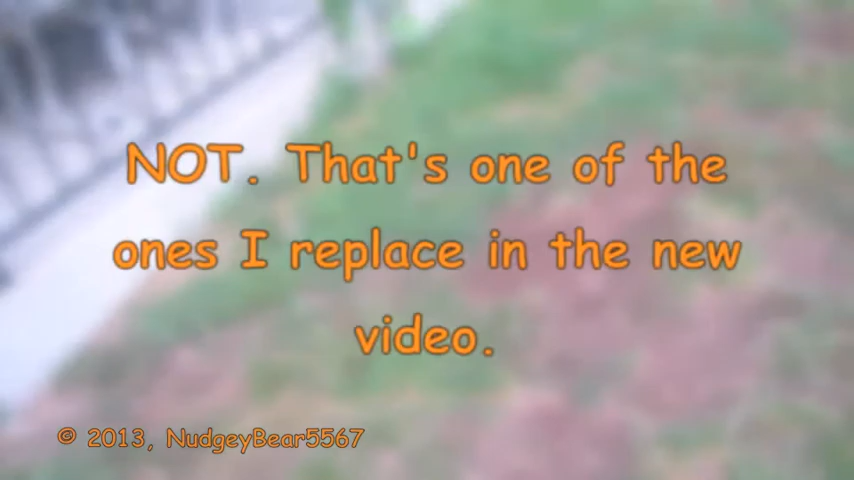 NOT. That's one of the
ones I replace in the new
video.
© 2013, NudgeyBear5567